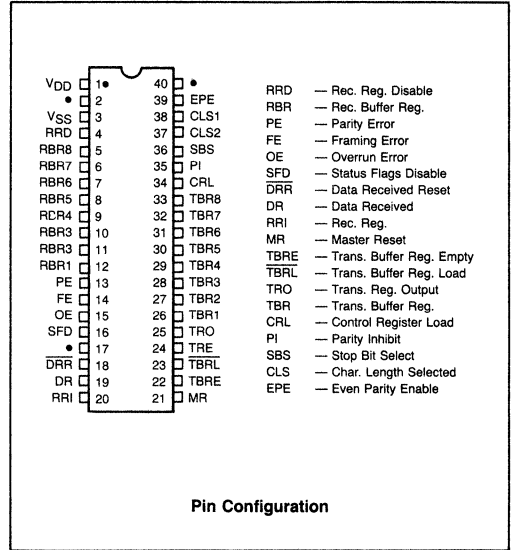 VDD 1 40
2 39 EPE
VSS 3 38 CLS1
RRD 4 37 CLS2
RBR8 5 36 SBS
RBR7 6 35 PI
RBR6 7 34 CRL
RBR5 8 33 TBR8
RDR4 9 32 TBR7
RBR3 10 31 TBR6
RBR3 11 30 TBR5
RBR1 12 29 TBR4
PE 13 28 TBR3
FE 14 27 TBR2
OE 15 26 TBR1
SFD 16 25 TRO
17 24 TRE
DRR 18 23 TBRL
DR 19 22 TBRE
RRI 20 21 MR
RRD — Rec. Reg. Disable
RBR — Rec. Buffer Reg.
PE — Parity Error
FE — Framing Error
OE — Overrun Error
SFD — Status Flags Disable
DRR — Data Received Reset
DR — Data Received
RRI — Rec. Reg.
MR — Master Reset
TBRE — Trans. Buffer Reg. Empty
TBRL — Trans. Buffer Reg. Load
TRO — Trans. Reg. Output
TBR — Trans. Buffer Reg.
CRL — Control Register Load
PI — Parity Inhibit
SBS — Stop Bit Select
CLS — Char. Length Selected
EPE — Even Parity Enable
Pin Configuration